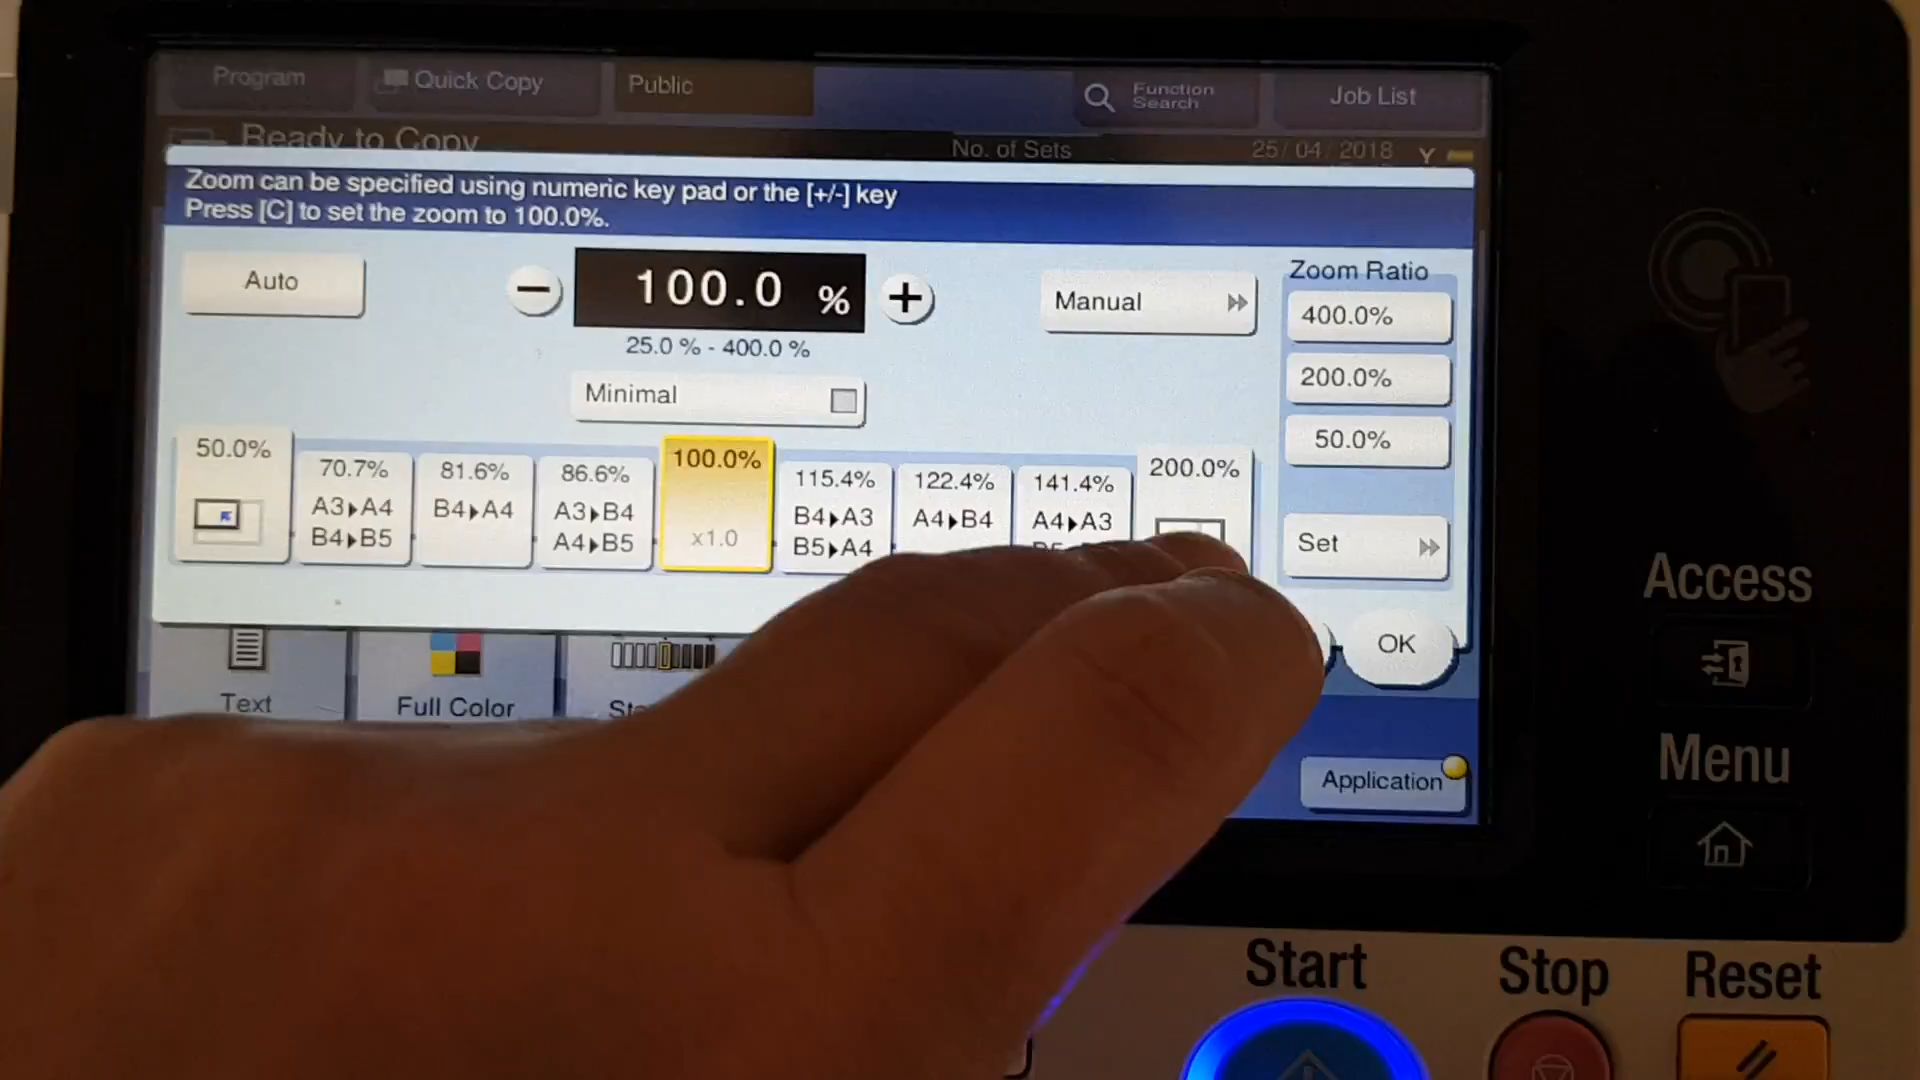 Program
Quick Copy
Public
Function
Search
Job List
Ready to Copy
No. of Sets
25/04/2018
Y
Zoom can be specified using numeric key pad or the [+/-] key
Press [C] to set the zoom to 100.0%.
Auto
−
100.0 %
+
25.0 % - 400.0 %
Minimal
Manual
Zoom Ratio
400.0%
200.0%
50.0%
Set
50.0%
70.7%
A3▸A4
B4▸B5
81.6%
B4▸A4
86.6%
A3▸B4
A4▸B5
100.0%
x1.0
115.4%
B4▸A3
B5▸A4
122.4%
A4▸B4
141.4%
A4▸A3
200.0%
OK
Text
Full Color
Application
Access
Menu
Start
Stop
Reset